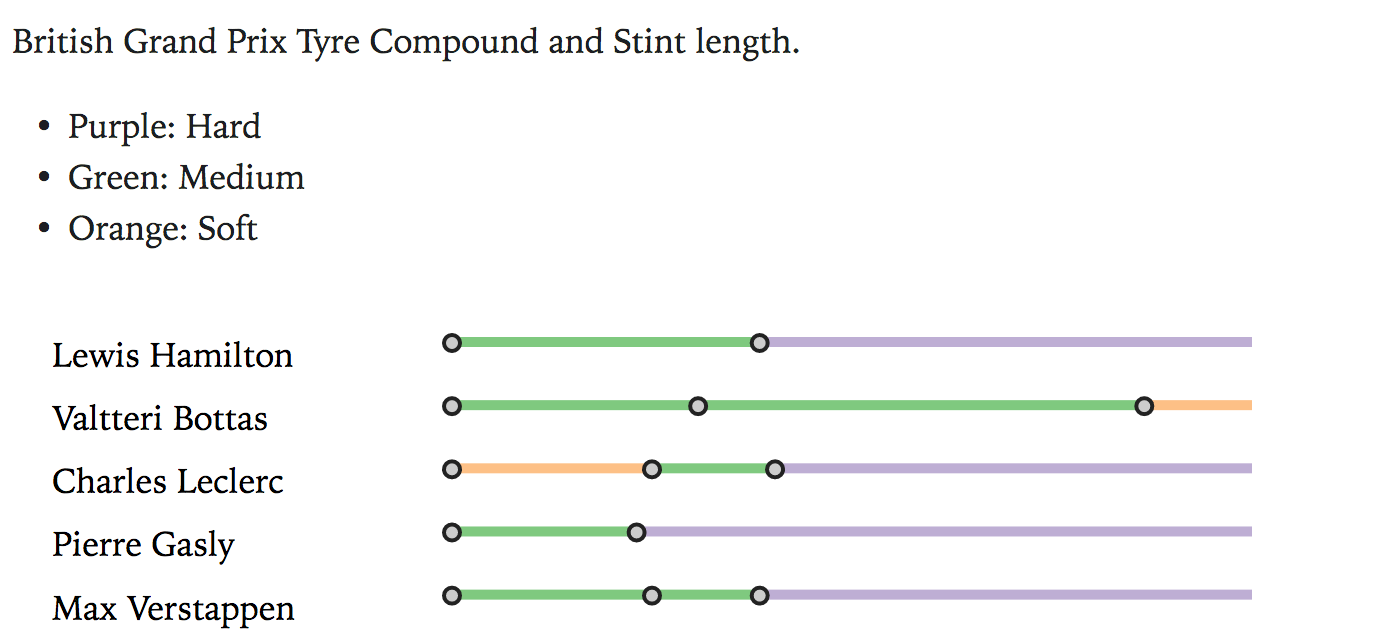 British Grand Prix Tyre Compound and Stint length.
• Purple: Hard
• Green: Medium
• Orange: Soft
Lewis Hamilton
Valtteri Bottas
Charles Leclerc
Pierre Gasly
Max Verstappen